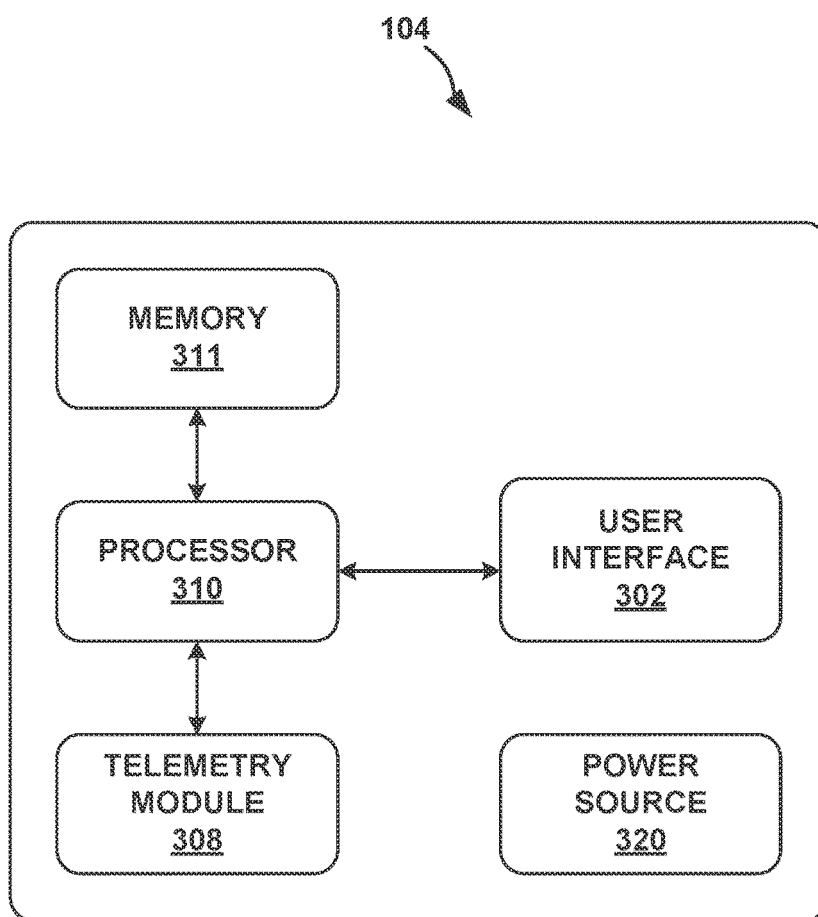 104
MEMORY
311
PROCESSOR
310
USER
INTERFACE
302
TELEMETRY
MODULE
308
POWER
SOURCE
320